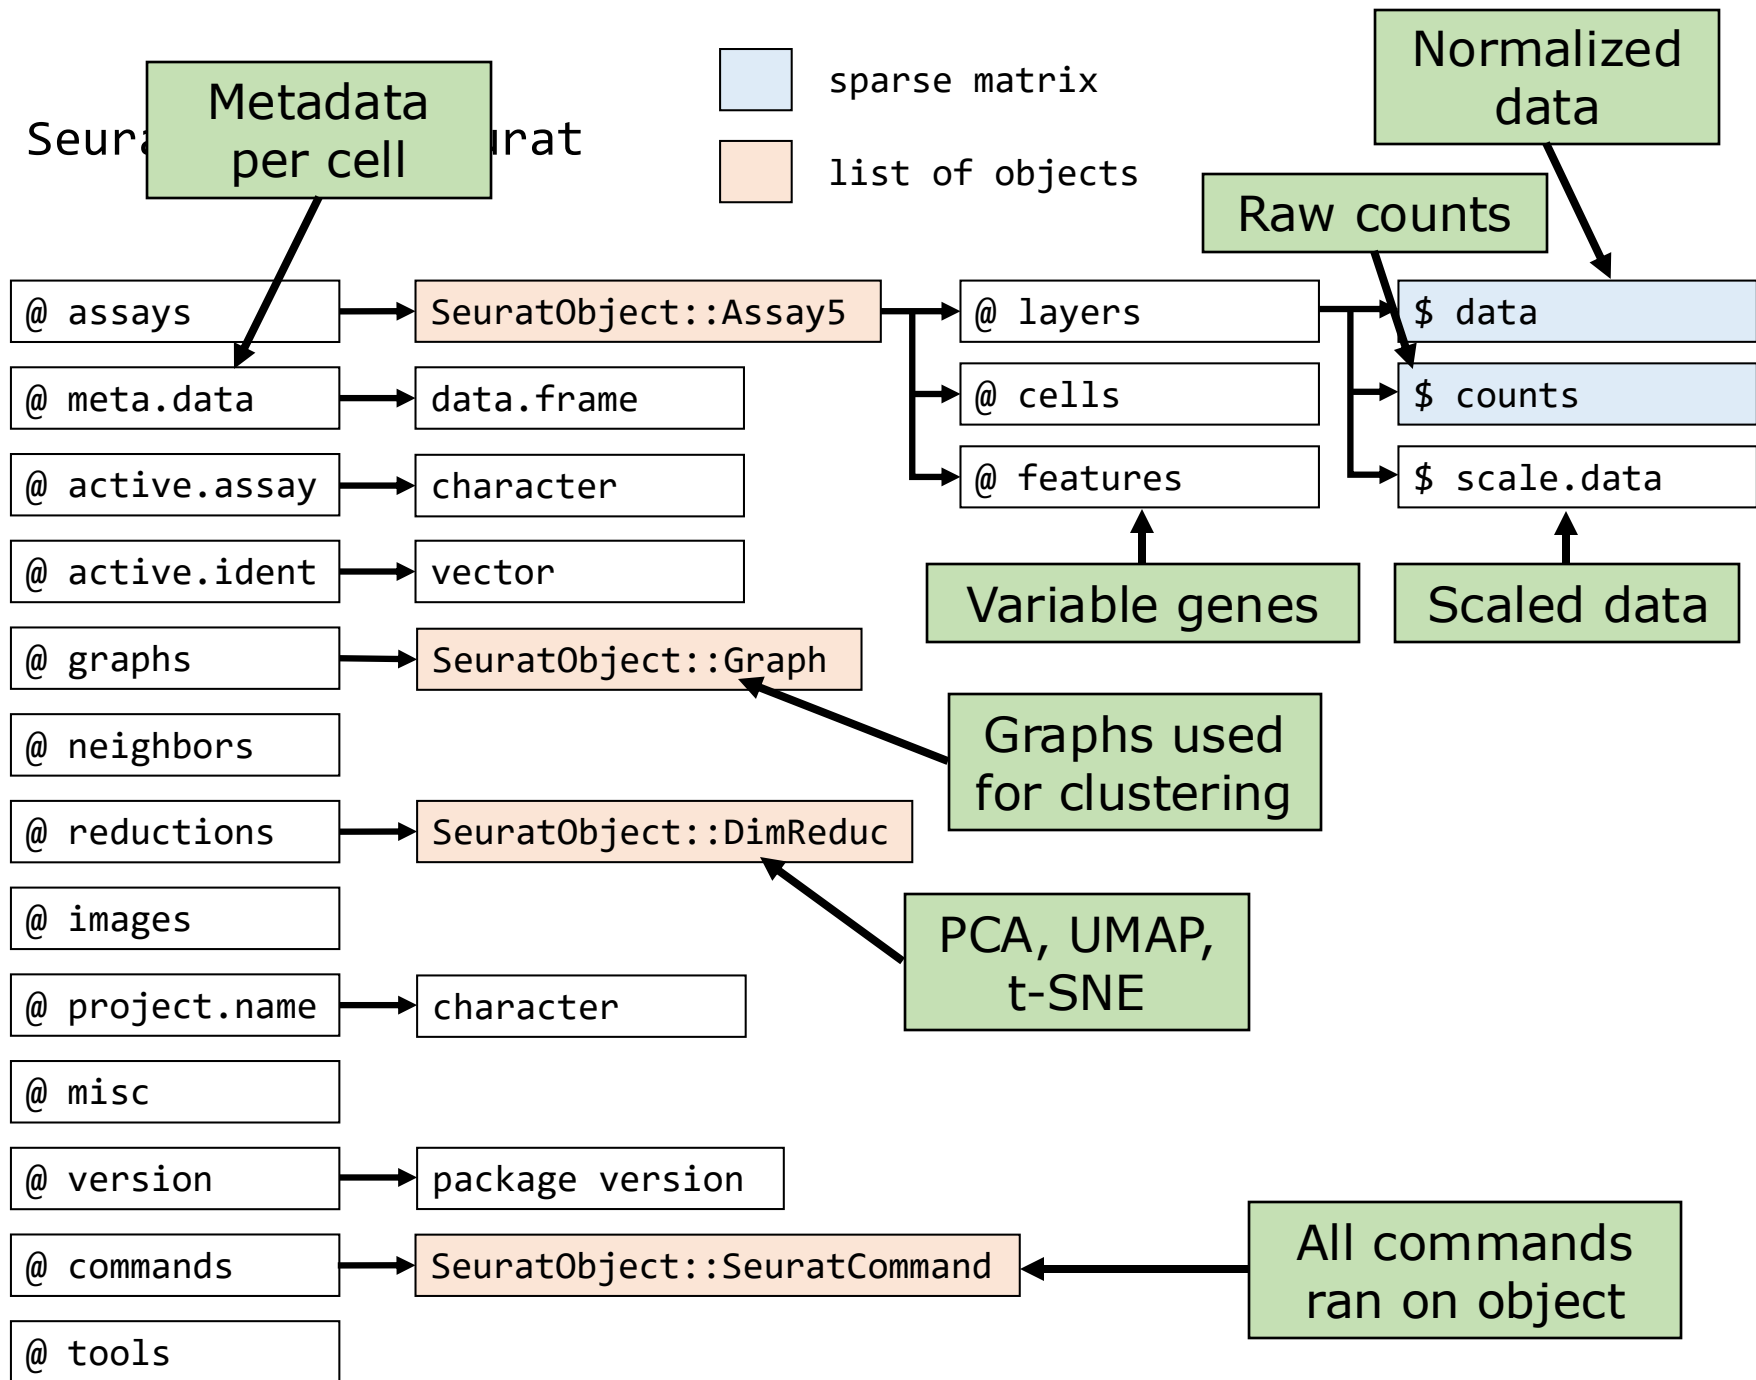 Normalized
data
sparse matrix
Metadata
per cell
list of objects
Raw counts
@ assays
SeuratObject::Assay5
@ layers
$ data
@ meta.data
data.frame
@ cells
$ counts
@ active.assay
character
@ features
$ scale.data
@ active.ident
vector
Variable genes
Scaled data
@ graphs
SeuratObject::Graph
Graphs used
for clustering
@ neighbors
@ reductions
SeuratObject::DimReduc
@ images
PCA, UMAP,
t-SNE
@ project.name
character
@ misc
@ version
package version
@ commands
SeuratObject::SeuratCommand
All commands
ran on object
@ tools